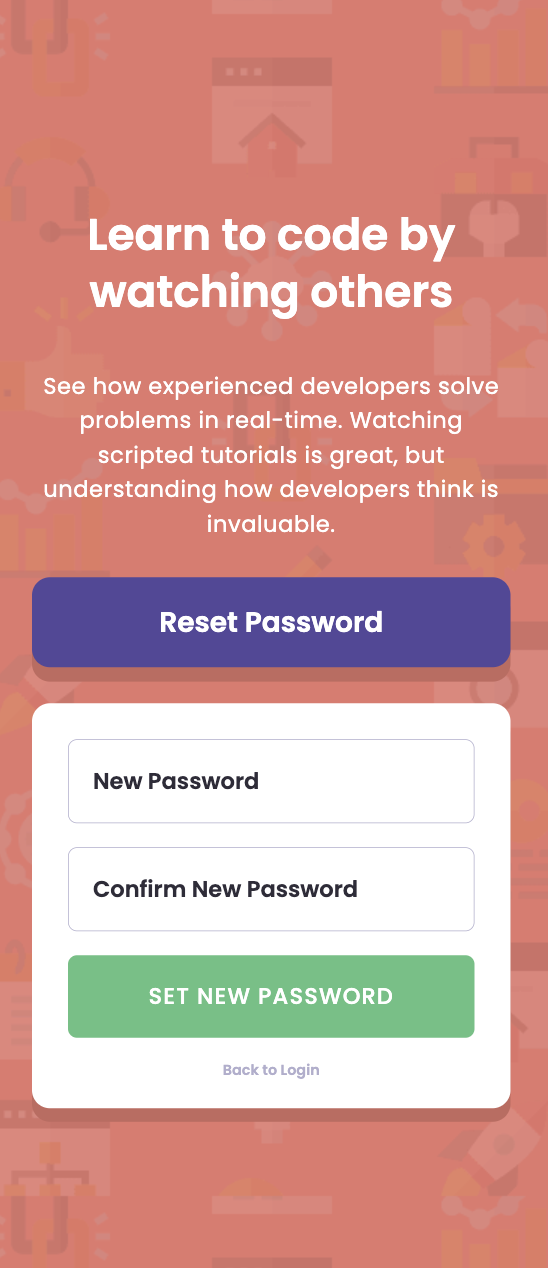 Learn to code by
watching others
See how experienced developers solve
problems in real-time. Watching
scripted tutorials is great, but
understanding how developers think is
invaluable.
Reset Password
New Password
Confirm New Password
SET NEW PASSWORD
Back to Login